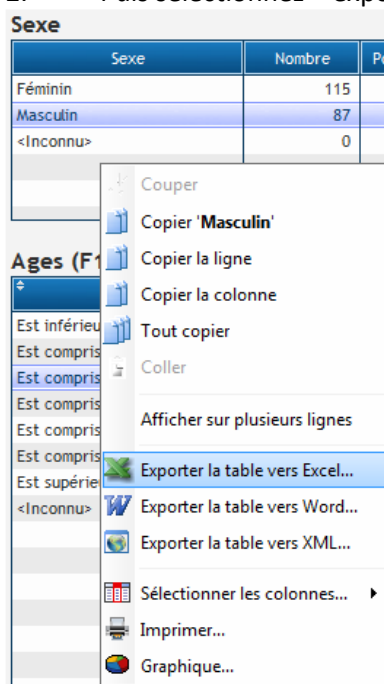 Sexe
Sexe Nombre
Féminin 115
Masculin 87
<Inconnu> 0
Couper
Copier 'Masculin'
Copier la ligne
Copier la colonne
Tout copier
Coller
Afficher sur plusieurs lignes
Exporter la table vers Excel...
Exporter la table vers Word...
Exporter la table vers XML...
Sélectionner les colonnes...
Imprimer...
Graphique...
Ages (F1
Est inférieu
Est compris
Est compris
Est compris
Est compris
Est compris
Est supérie
<Inconnu>